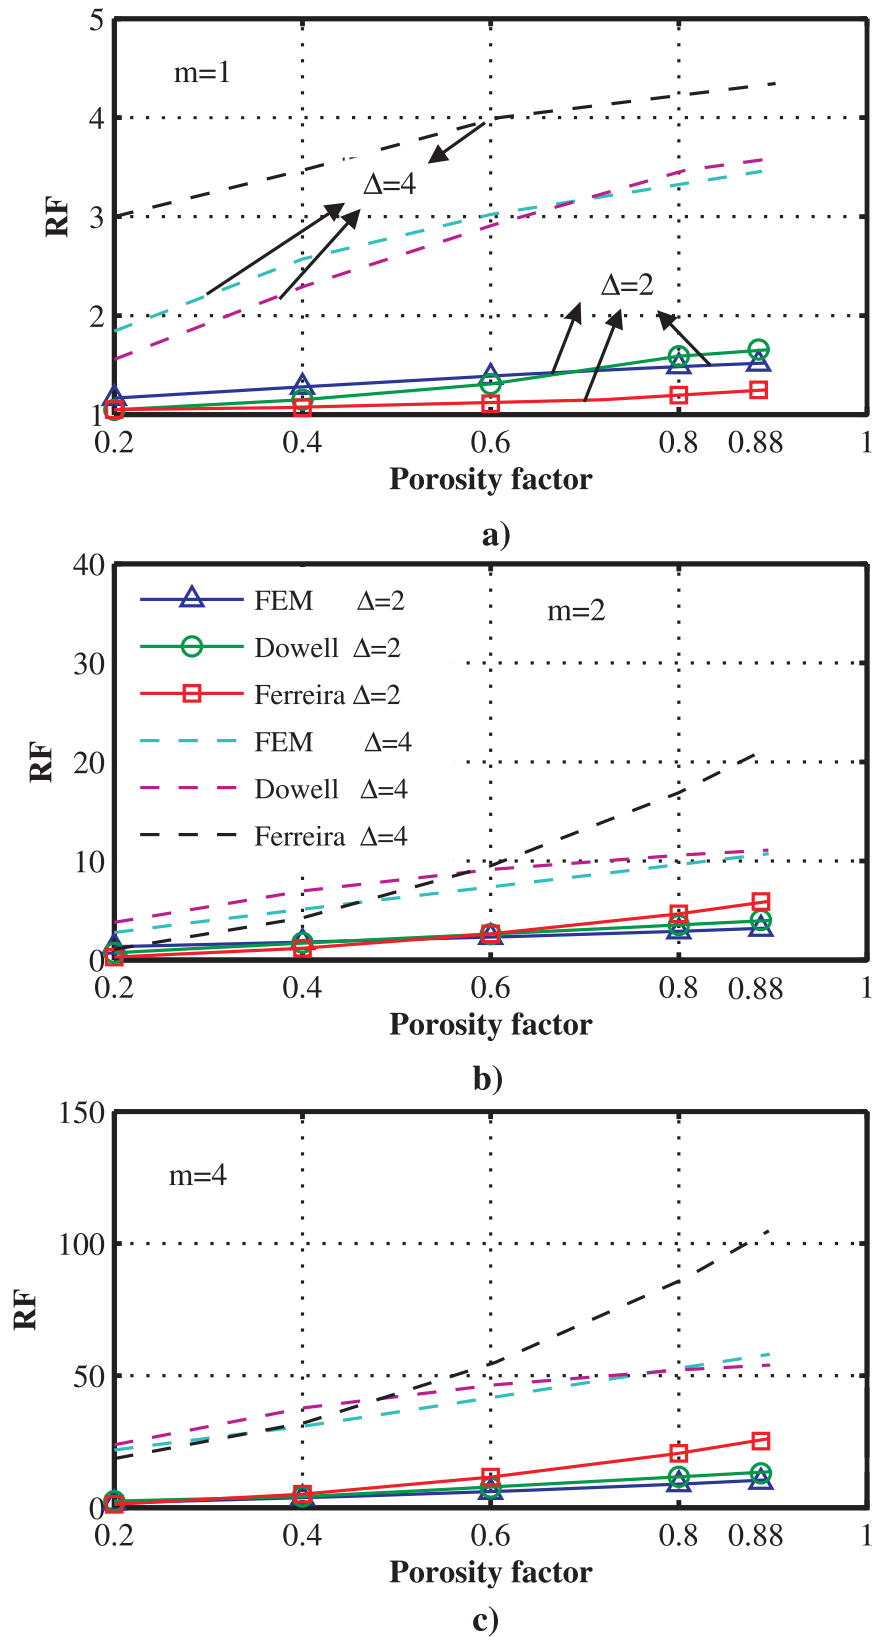 5
m=1
4
Δ=4
RF
3
Δ=2
2
1
0.2 0.4 0.6 0.8 0.88 1
Porosity factor
a)
40
FEM Δ=2
m=2
Dowell Δ=2
30
Ferreira Δ=2
RF
FEM Δ=4
20
Dowell Δ=4
Ferreira Δ=4
10
0
0.2 0.4 0.6 0.8 0.88 1
Porosity factor
b)
150
m=4
100
RF
50
0
0.2 0.4 0.6 0.8 0.88 1
Porosity factor
c)